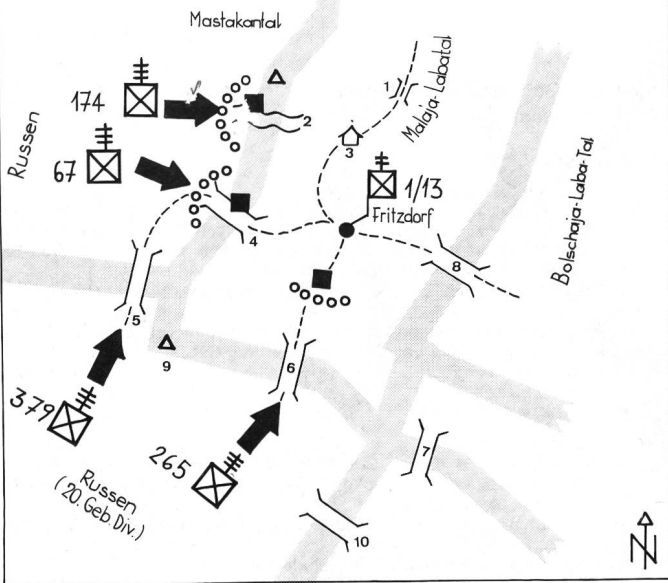 Mastakantal
174
2
1
Malaja-Labatal
3
Russen
67
1/13
Fritzdorf
4
Bolschaja-Laba-Tal
8
5
9
6
379
265
7
Russen
(20. Geb. Div.)
10
N